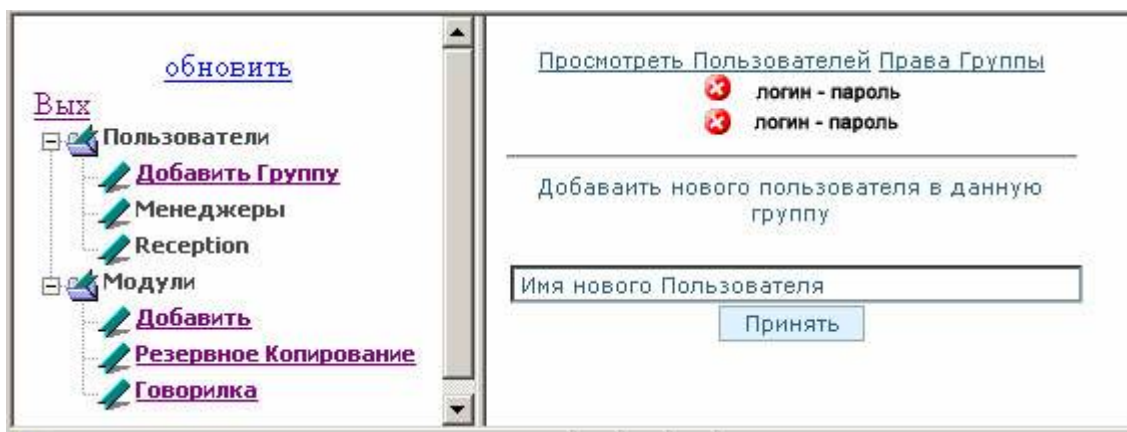 обновить
Вых
Пользователи
Добавить Группу
Менеджеры
Reception
Модули
Добавить
Резервное Копирование
Говорилка
Просмотреть Пользователей Права Группы
логин - пароль
логин - пароль
Добаваить нового пользователя в данную
группу
Имя нового Пользователя
Принять